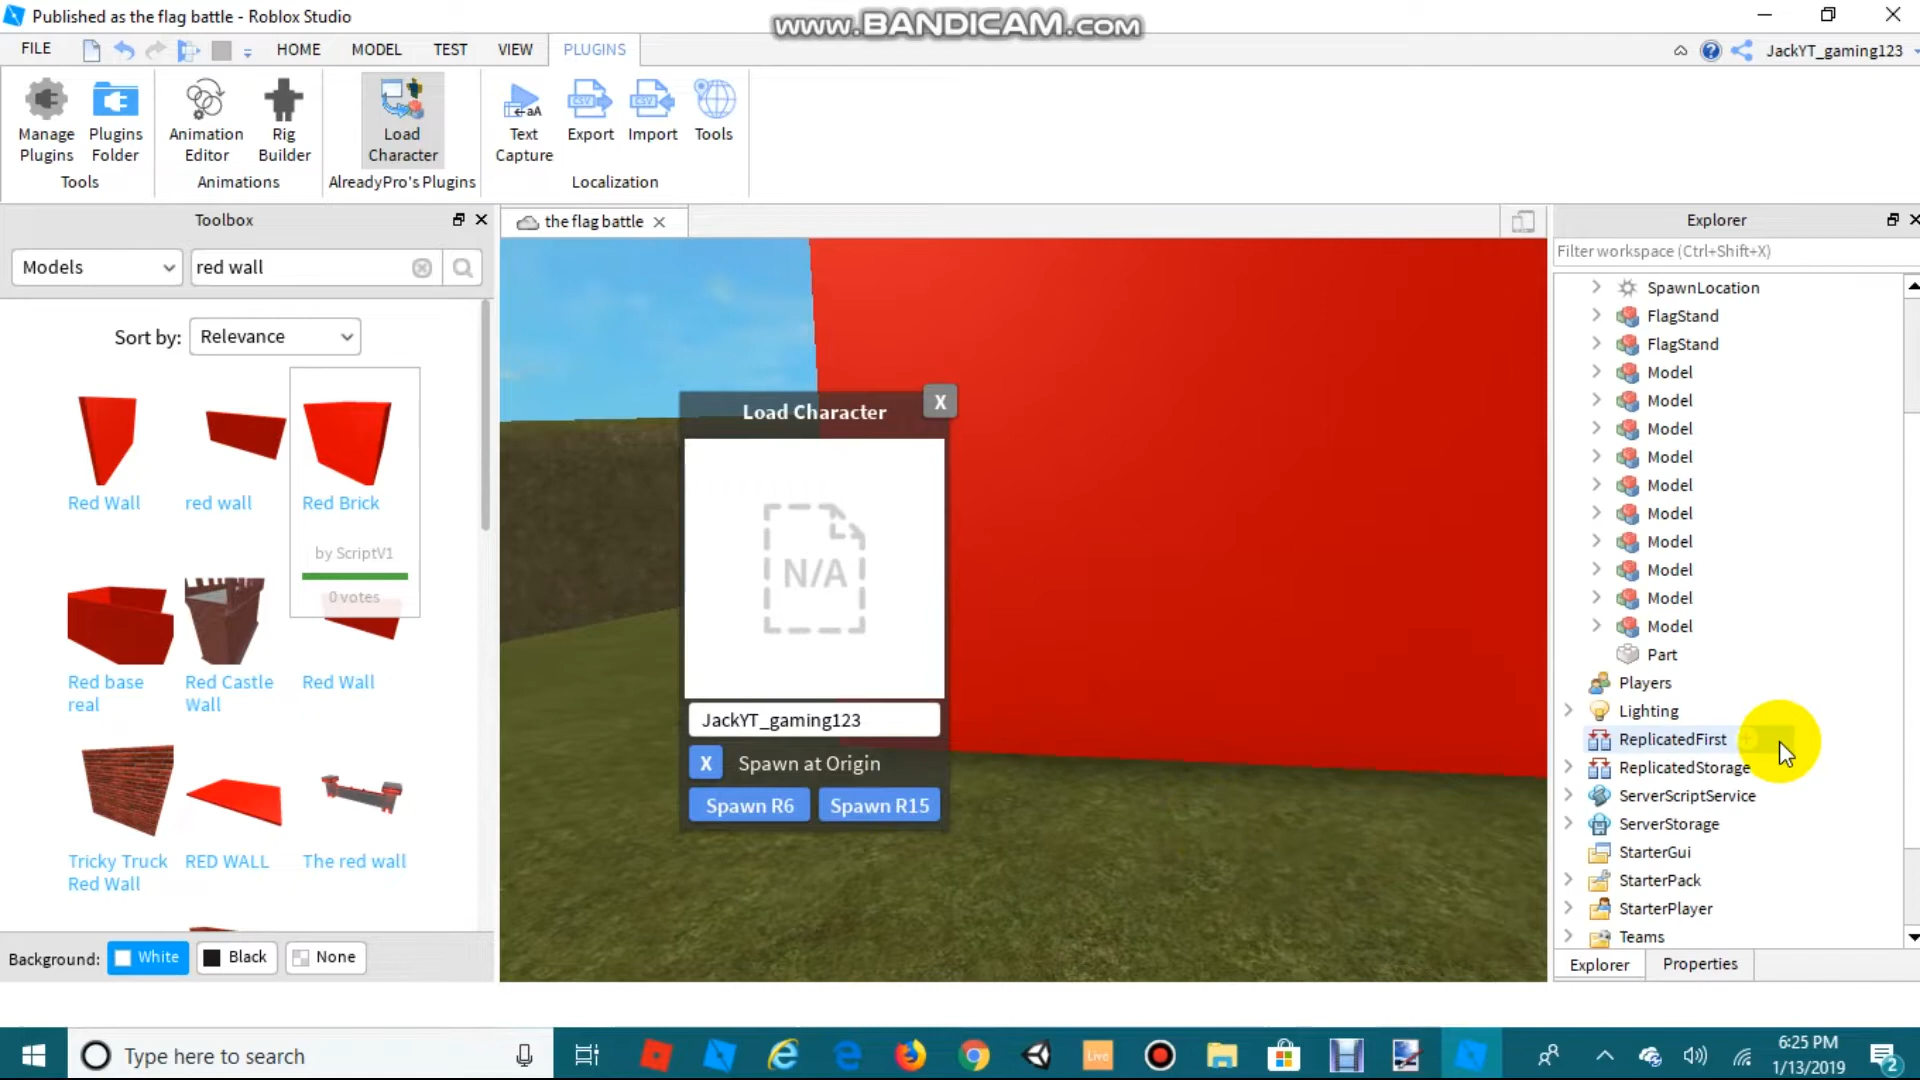 Published as the flag battle - Roblox Studio
www.BANDICAM.com
FILE
HOME
MODEL
TEST
VIEW
PLUGINS
JackYT_gaming123
Manage Plugins
Plugins Folder
Animation Editor
Rig Builder
Load Character
Text Capture
Export
Import
Tools
Tools
Animations
AlreadyPro's Plugins
Localization
Toolbox
Models
red wall
Sort by:
Relevance
Red Wall
red wall
Red Brick
by ScriptV1
0 votes
Red base real
Red Castle Wall
Red Wall
Tricky Truck Red Wall
RED WALL
The red wall
Background:
White
Black
None
the flag battle
Load Character
X
N/A
JackYT_gaming123
X
Spawn at Origin
Spawn R6
Spawn R15
Explorer
Filter workspace (Ctrl+Shift+X)
SpawnLocation
FlagStand
FlagStand
Model
Model
Model
Model
Model
Model
Model
Model
Model
Model
Part
Players
Lighting
ReplicatedFirst
ReplicatedStorage
ServerScriptService
ServerStorage
StarterGui
StarterPack
StarterPlayer
Teams
Explorer
Properties
Type here to search
Live
6:25 PM
1/13/2019
2